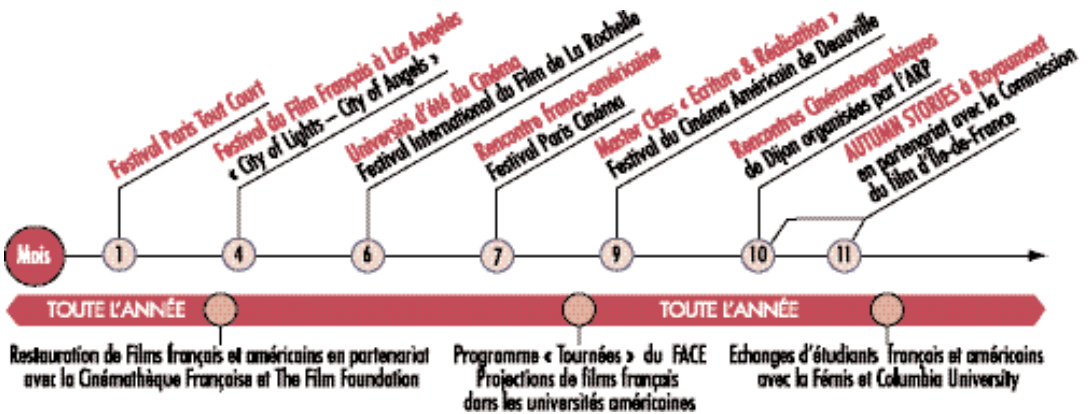 Festival Paris Tout Court
Festival du Film Français à Los Angeles
« City of Lights – City of Angels »
Université d'été du Cinéma
Festival International du Film de La Rochelle
Rencontre franco-américaine
Festival Paris Cinéma
Master Class « Ecriture & Réalisation »
Festival du Cinéma Américain de Deauville
Rencontres Cinématographiques
de Dijon organisées par l'ARP
AUTUMN STORIES à Royaumont
en partenariat avec la Commission
du film d'Île-de-France
Mois 1 4 6 7 9 10 11
TOUTE L'ANNÉE TOUTE L'ANNÉE
Restauration de Films français et américains en partenariat
avec la Cinémathèque Française et The Film Foundation
Programme « Tournées » du FACE
Projections de films français
dans les universités américaines
Echanges d'étudiants français et américains
avec la Fémis et Columbia University